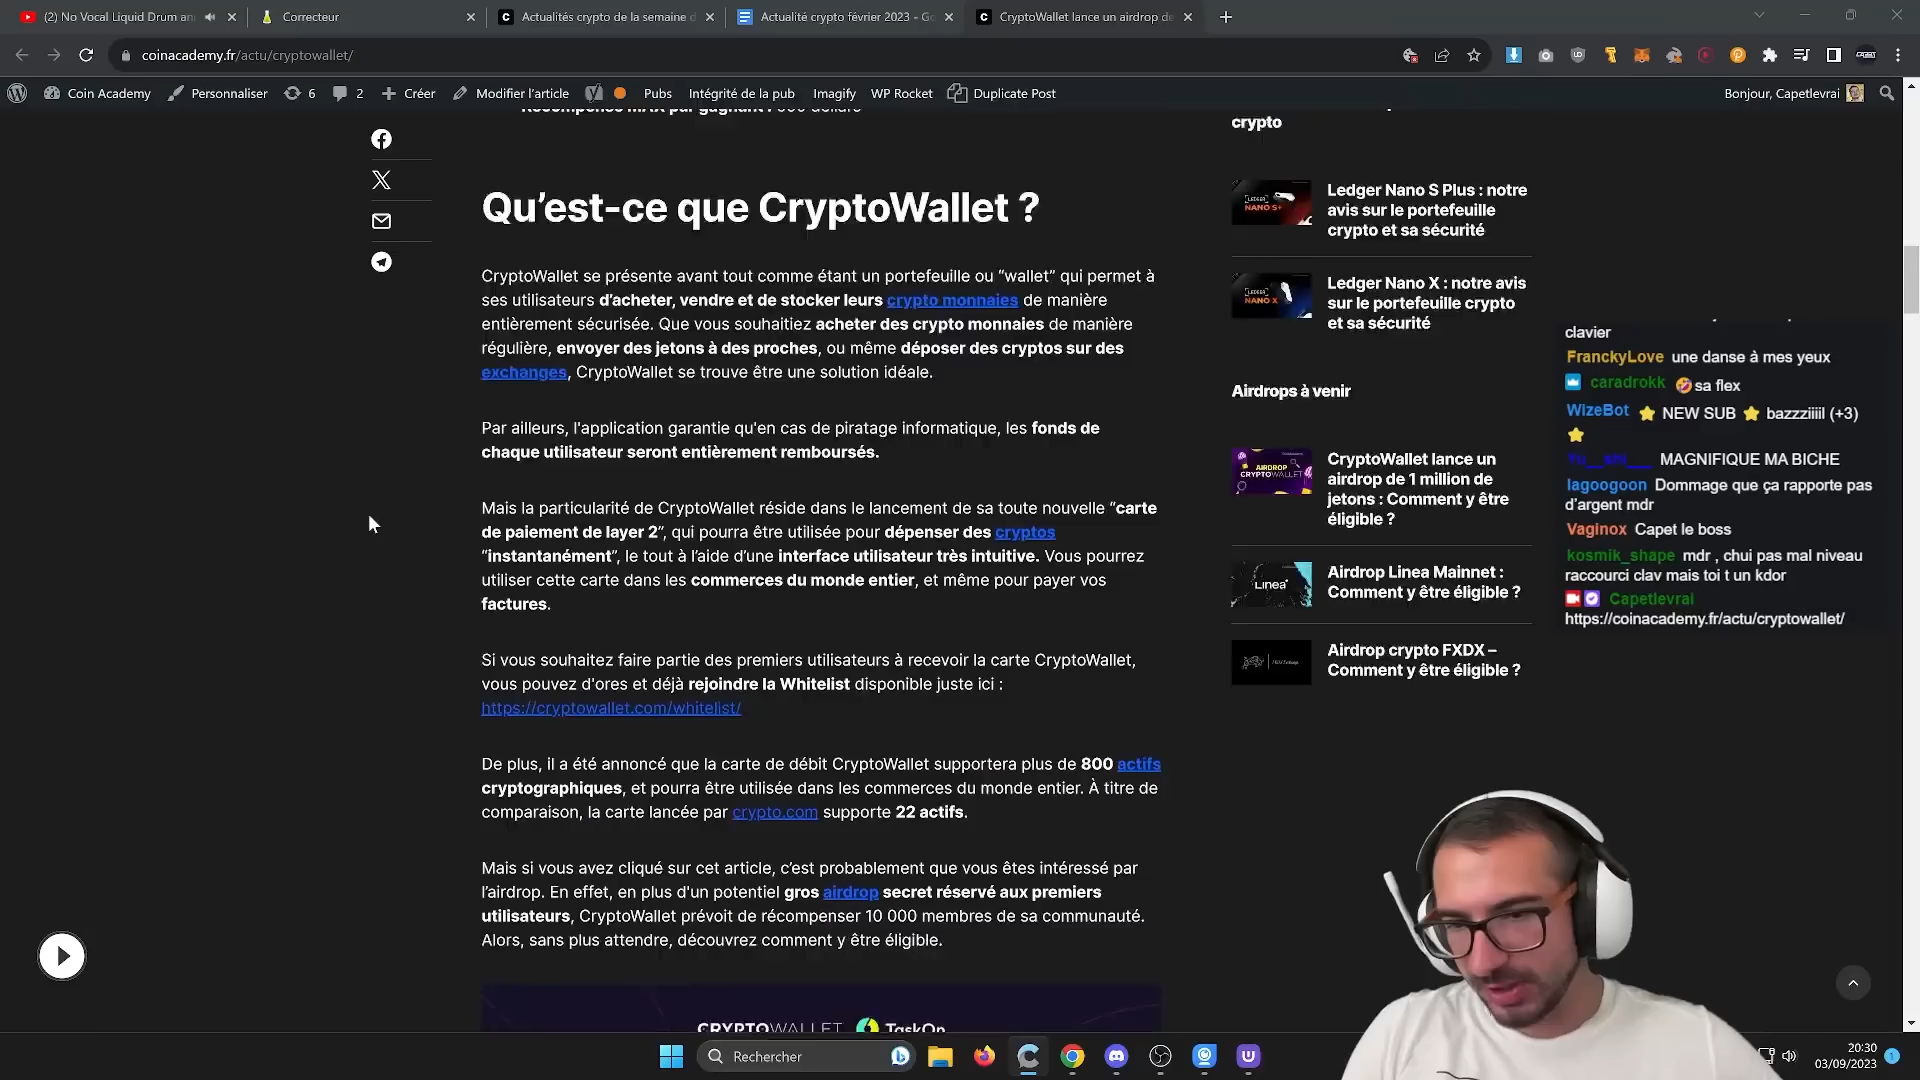 (2) No Vocal Liquid Drum an
Correcteur
Actualités crypto de la semaine d
Actualité crypto février 2023 - Go
CryptoWallet lance un airdrop de
coinacademy.fr/actu/cryptowallet/
Coin Academy
Personnaliser
6
2
Créer
Modifier l’article
Pubs
Intégrité de la pub
Imagify
WP Rocket
Duplicate Post
Bonjour, Capetlevrai
Qu’est-ce que CryptoWallet ?
CryptoWallet se présente avant tout comme étant un portefeuille ou “wallet” qui permet à
ses utilisateurs d’acheter, vendre et de stocker leurs crypto monnaies de manière
entièrement sécurisée. Que vous souhaitiez acheter des crypto monnaies de manière
régulière, envoyer des jetons à des proches, ou même déposer des cryptos sur des
exchanges, CryptoWallet se trouve être une solution idéale.
Par ailleurs, l'application garantie qu'en cas de piratage informatique, les fonds de
chaque utilisateur seront entièrement remboursés.
Mais la particularité de CryptoWallet réside dans le lancement de sa toute nouvelle “carte
de paiement de layer 2”, qui pourra être utilisée pour dépenser des cryptos
“instantanément”, le tout à l’aide d’une interface utilisateur très intuitive. Vous pourrez
utiliser cette carte dans les commerces du monde entier, et même pour payer vos
factures.
Si vous souhaitez faire partie des premiers utilisateurs à recevoir la carte CryptoWallet,
vous pouvez d'ores et déjà rejoindre la Whitelist disponible juste ici :
https://cryptowallet.com/whitelist/
De plus, il a été annoncé que la carte de débit CryptoWallet supportera plus de 800 actifs
cryptographiques, et pourra être utilisée dans les commerces du monde entier. À titre de
comparaison, la carte lancée par crypto.com supporte 22 actifs.
Mais si vous avez cliqué sur cet article, c’est probablement que vous êtes intéressé par
l’airdrop. En effet, en plus d'un potentiel gros airdrop secret réservé aux premiers
utilisateurs, CryptoWallet prévoit de récompenser 10 000 membres de sa communauté.
Alors, sans plus attendre, découvrez comment y être éligible.
CRYPTOWALLET TaskOn
crypto
LEDGER
NANO S+
Ledger Nano S Plus : notre
avis sur le portefeuille
crypto et sa sécurité
LEDGER
NANO X
Ledger Nano X : notre avis
sur le portefeuille crypto
et sa sécurité
Airdrops à venir
AIRDROP
CRYPTOWALLET
CryptoWallet lance un
airdrop de 1 million de
jetons : Comment y être
éligible ?
Linea
Airdrop Linea Mainnet :
Comment y être éligible ?
Airdrop crypto FXDX –
Comment y être éligible ?
clavier
FranckyLove une danse à mes yeux
caradrokk sa flex
WizeBot NEW SUB bazzziiiil (+3)
MAGNIFIQUE MA BICHE
lagoogoon Dommage que ça rapporte pas
d'argent mdr
Vaginox Capet le boss
kosmik_shape mdr , chui pas mal niveau
raccourci clav mais toi t un kdor
Capetlevrai
https://coinacademy.fr/actu/cryptowallet/
Rechercher
20:30
03/09/2023
1